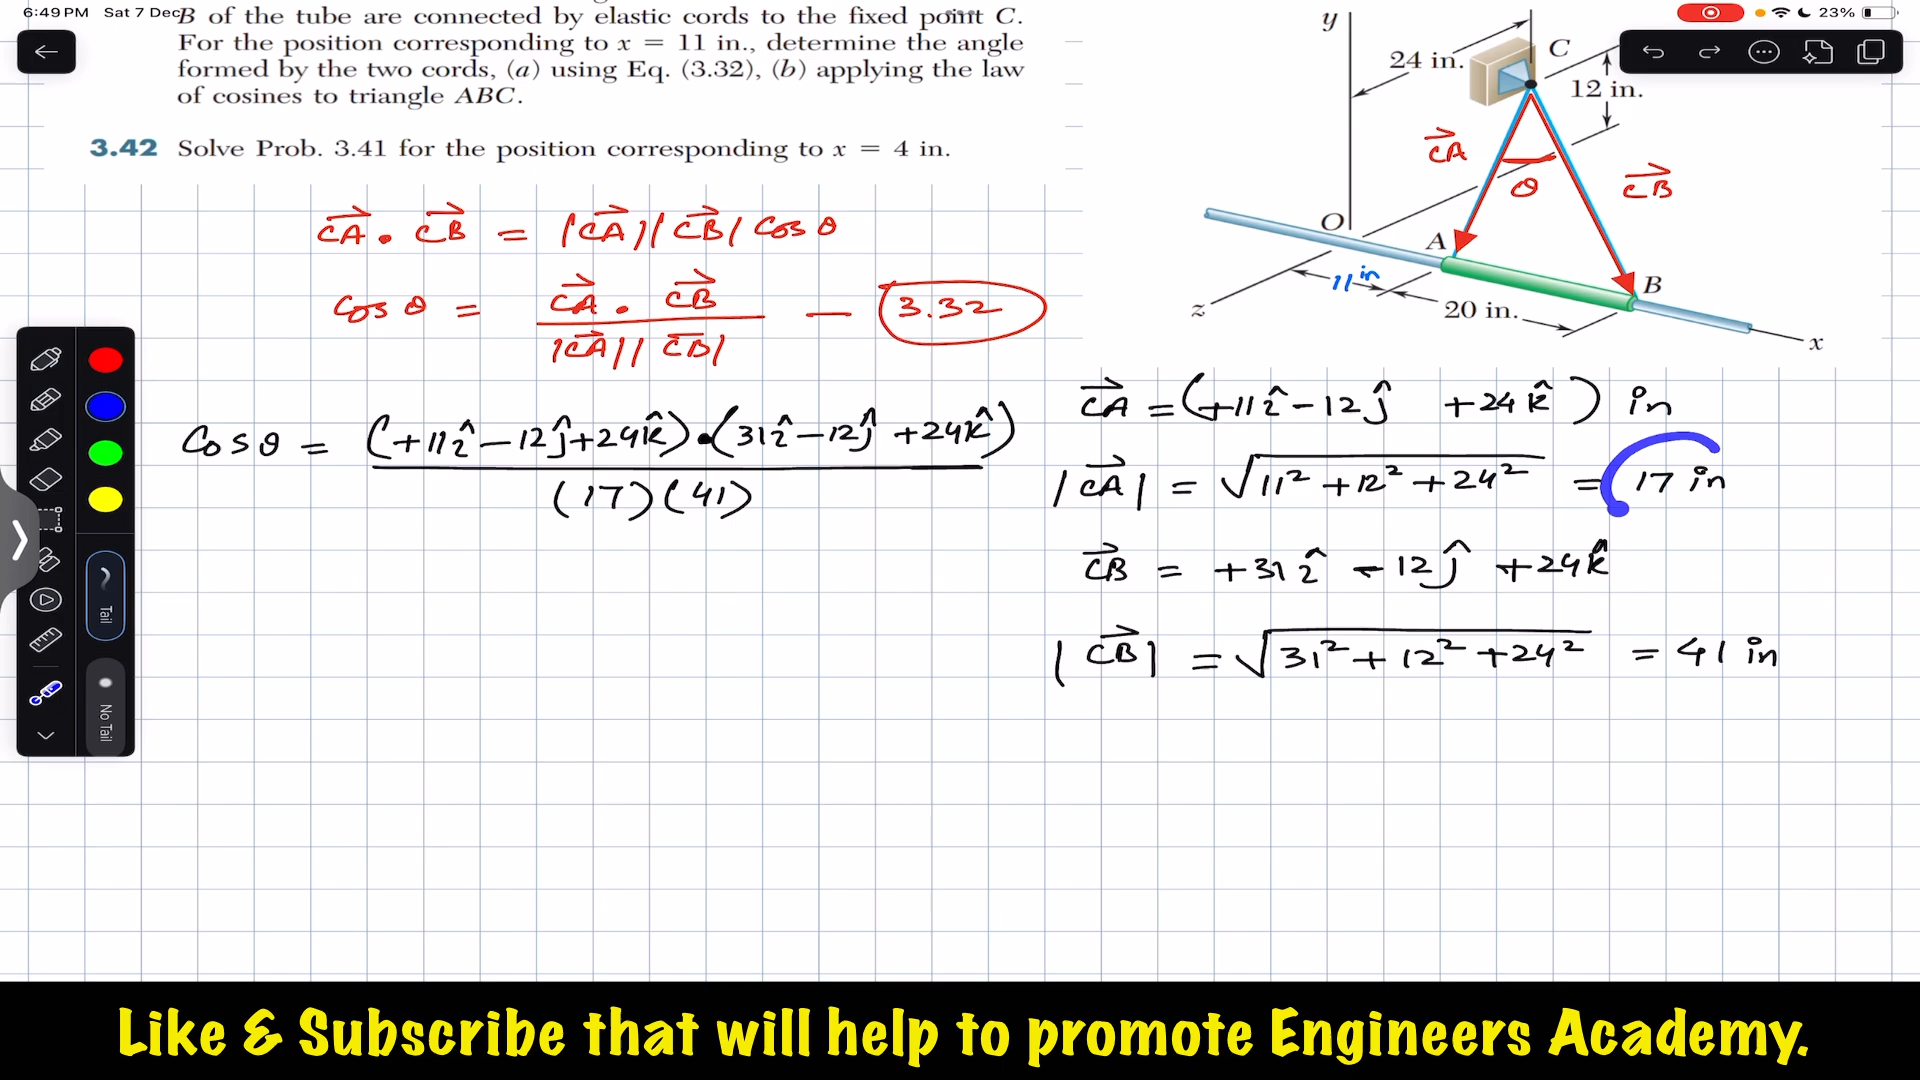 6:49 PM Sat 7 Dec
23%
B of the tube are connected by elastic cords to the fixed point C.
For the position corresponding to x = 11 in., determine the angle
formed by the two cords, (a) using Eq. (3.32), (b) applying the law
of cosines to triangle ABC.
3.42 Solve Prob. 3.41 for the position corresponding to x = 4 in.
y
24 in.
C
12 in.
CA
θ
CB
O
A
11 in
B
z
20 in.
x
CA . CB = |CA||CB| Cos θ
Cos θ = CA . CB / |CA||CB| — 3.32
Cos θ = (+11î - 12ĵ + 24k̂) • (31î - 12ĵ + 24k̂)
(17)(41)
CA = (+11î - 12ĵ + 24k̂) in
|CA| = √11² + 12² + 24² = 17 in
CB = +31î - 12ĵ + 24k̂
|CB| = √31² + 12² + 24² = 41 in
Tail
No Tail
Like & Subscribe that will help to promote Engineers Academy.